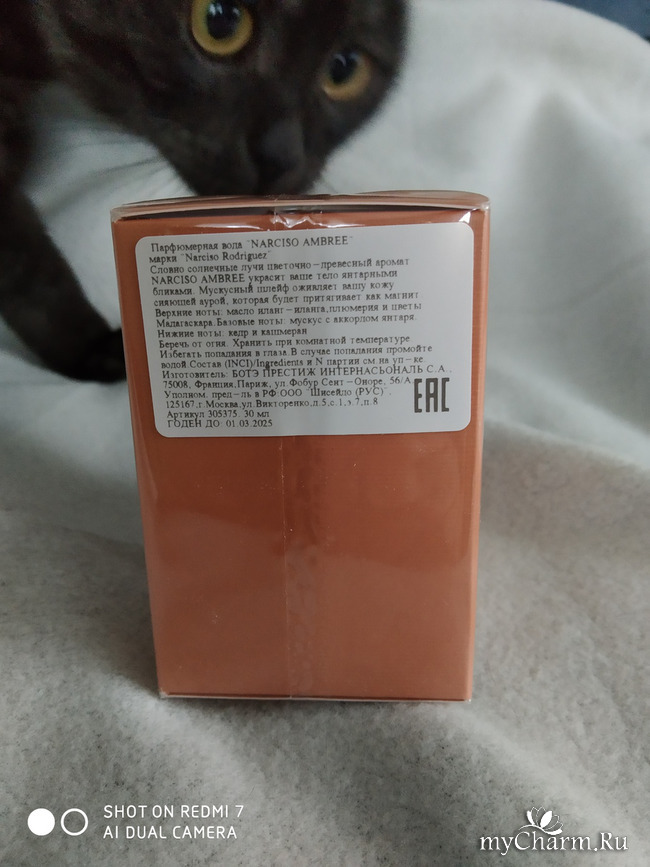 Парфюмерная вода "NARCISO AMBREE"
марки "Narciso Rodriguez"
Словно солнечные лучи цветочно-древесный аромат
NARCISO AMBREE украсит ваше тело янтарными
бликами. Мускусный шлейф оживляет вашу кожу
сияющей аурой, которая будет притягивает как магнит
Верхние ноты: масло иланг-иланга,плюмерия и цветы
Мадагаскара.Базовые ноты: мускус с аккордом янтаря.
Нижние ноты: кедр и кашмеран
Беречь от огня. Хранить при комнатной температуре
Избегать попадания в глаза.В случае попадания промойте
водой.Состав (INCI)/Ingredients и N партии см на уп-ке.
Изготовитель: БОТЭ ПРЕСТИЖ ИНТЕРНАСЬОНАЛЬ С.А.,
75008, Франция,Париж, ул.Фобур Сент-Оноре, 56/А
Уполном. пред-ль в РФ ООО "Шисейло (РУС)",
125167,г.Москва,ул.Викторенко,д.5,с.1,э.7,п.8
Артикул 305375. 30 мл
ГОДЕН ДО: 01.03.2025
EAC
SHOT ON REDMI 7
AI DUAL CAMERA
myCharm.Ru